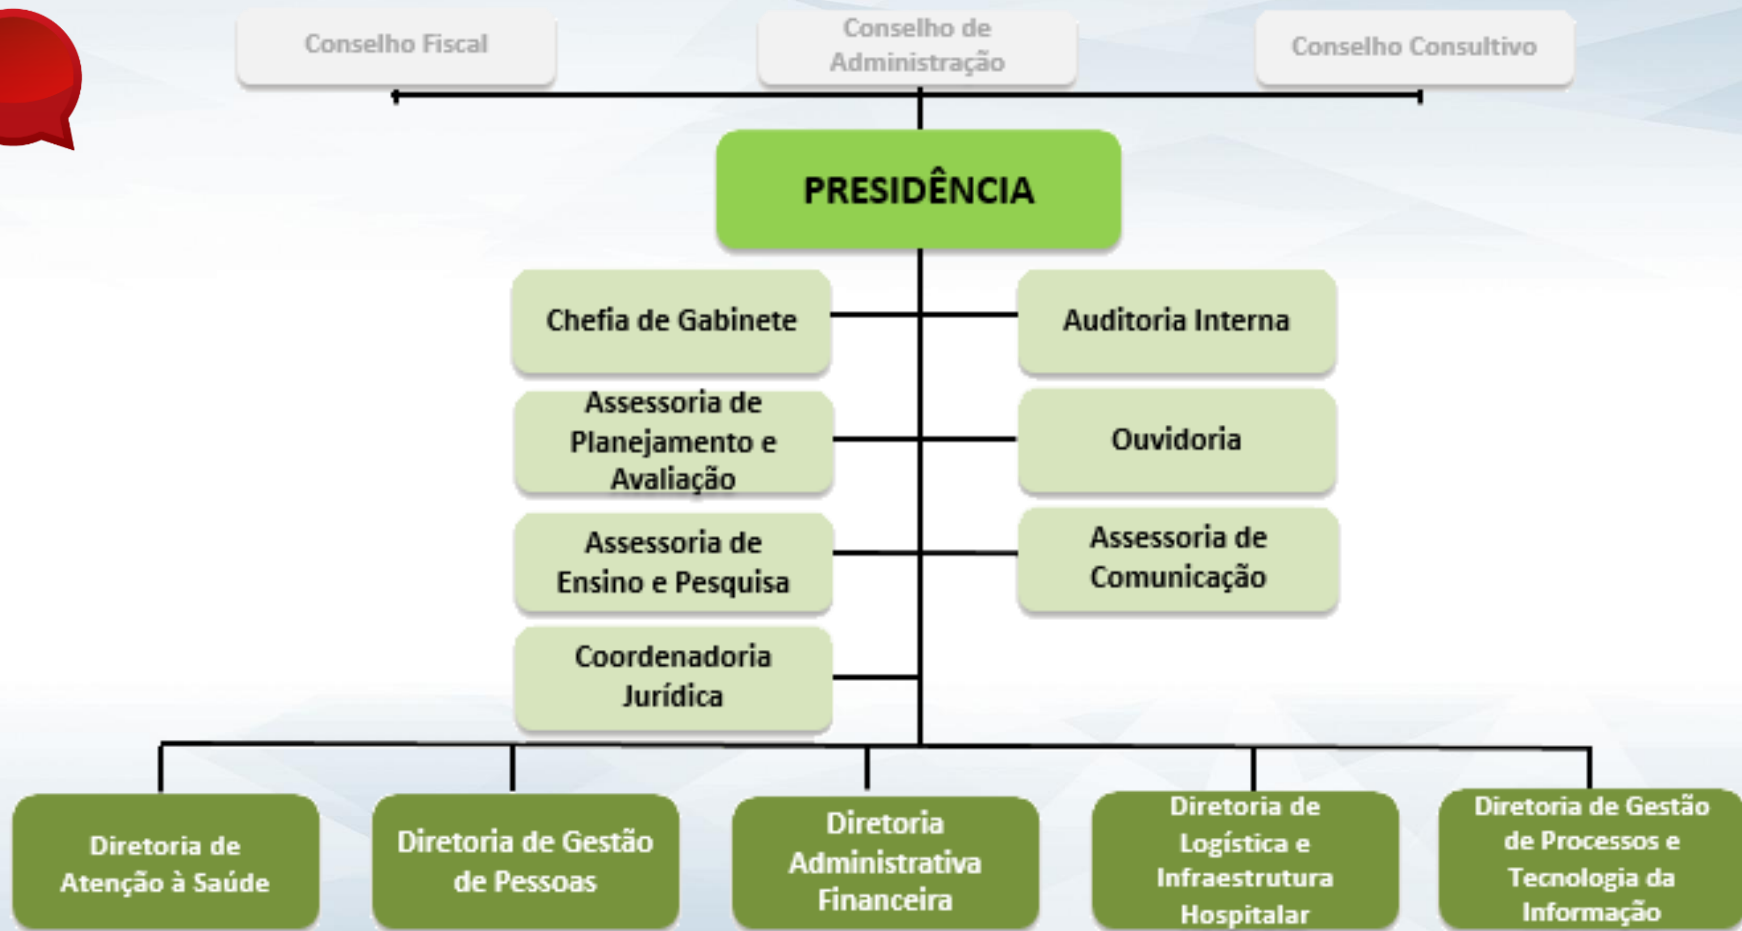 Conselho Fiscal
Conselho de
Administração
Conselho Consultivo
PRESIDÊNCIA
Chefia de Gabinete
Auditoria Interna
Assessoria de
Planejamento e
Avaliação
Ouvidoria
Assessoria de
Ensino e Pesquisa
Assessoria de
Comunicação
Coordenadoria
Jurídica
Diretoria de
Atenção à Saúde
Diretoria de Gestão
de Pessoas
Diretoria
Administrativa
Financeira
Diretoria de
Logística e
Infraestrutura
Hospitalar
Diretoria de Gestão
de Processos e
Tecnologia da
Informação